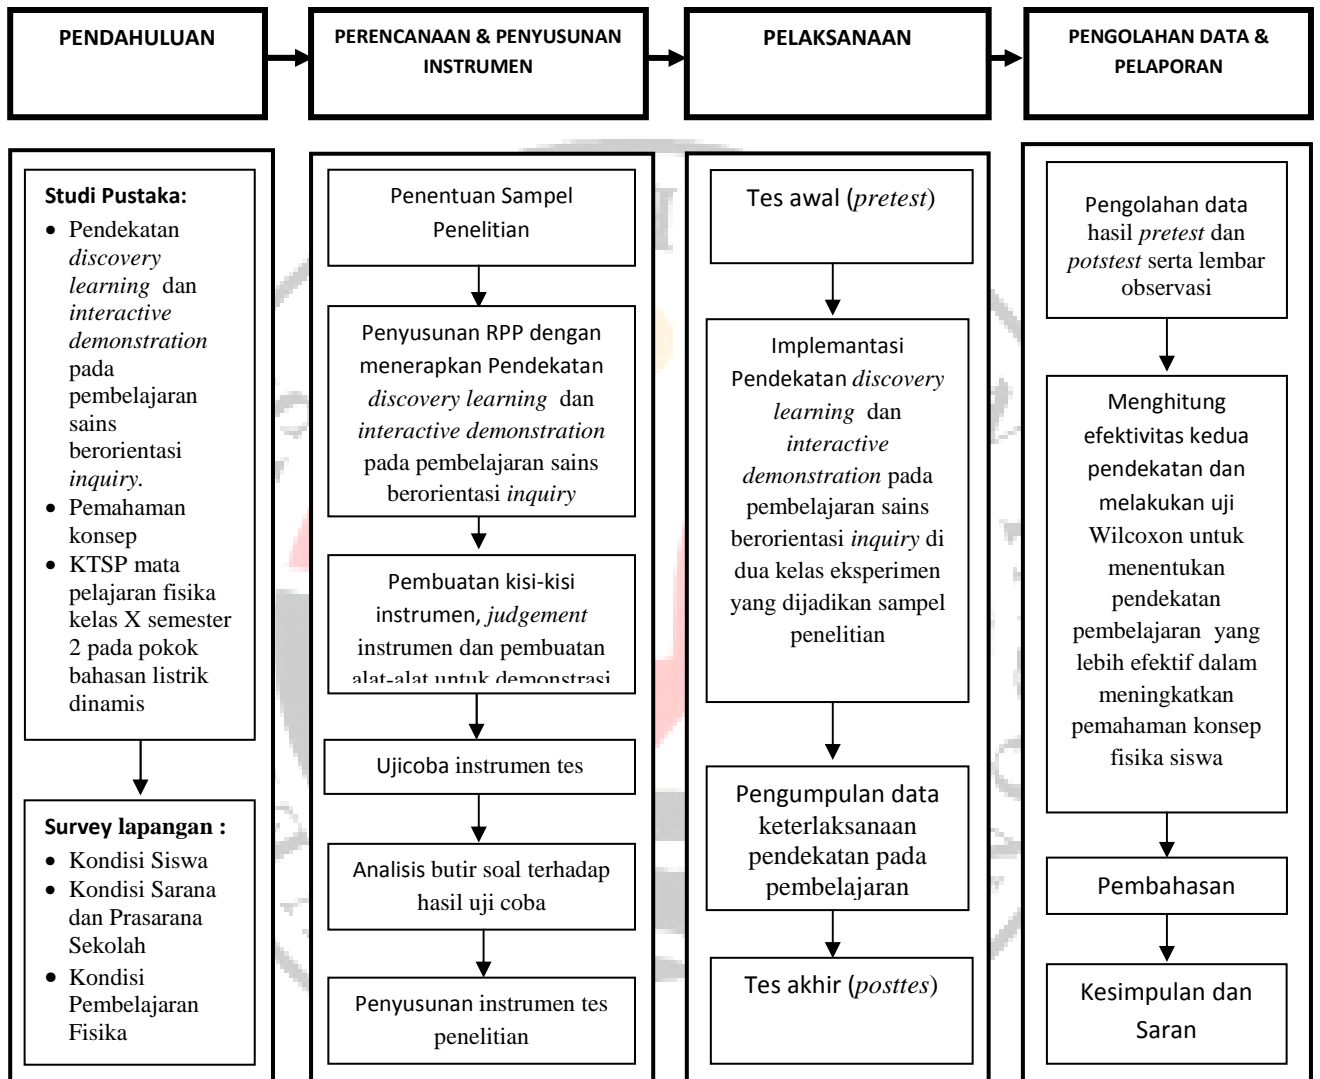 PENDAHULUAN
PERENCANAAN & PENYUSUNAN
INSTRUMEN
PELAKSANAAN
PENGOLAHAN DATA &
PELAPORAN
Studi Pustaka:
• Pendekatan
discovery
learning dan
interactive
demonstration
pada
pembelajaran
sains
berorientasi
inquiry.
• Pemahaman
konsep
• KTSP mata
pelajaran fisika
kelas X semester
2 pada pokok
bahasan listrik
dinamis
Survey lapangan :
• Kondisi Siswa
• Kondisi Sarana
dan Prasarana
Sekolah
• Kondisi
Pembelajaran
Fisika
Penentuan Sampel
Penelitian
Penyusunan RPP dengan
menerapkan Pendekatan
discovery learning dan
interactive demonstration
pada pembelajaran sains
berorientasi inquiry
Pembuatan kisi-kisi
instrumen, judgement
instrumen dan pembuatan
alat-alat untuk demonstrasi
Ujicoba instrumen tes
Analisis butir soal terhadap
hasil uji coba
Penyusunan instrumen tes
penelitian
Tes awal (pretest)
Implemantasi
Pendekatan discovery
learning dan
interactive
demonstration pada
pembelajaran sains
berorientasi inquiry di
dua kelas eksperimen
yang dijadikan sampel
penelitian
Pengumpulan data
keterlaksanaan
pendekatan pada
pembelajaran
Tes akhir (posttes)
Pengolahan data
hasil pretest dan
potstest serta lembar
observasi
Menghitung
efektivitas kedua
pendekatan dan
melakukan uji
Wilcoxon untuk
menentukan
pendekatan
pembelajaran yang
lebih efektif dalam
meningkatkan
pemahaman konsep
fisika siswa
Pembahasan
Kesimpulan dan
Saran